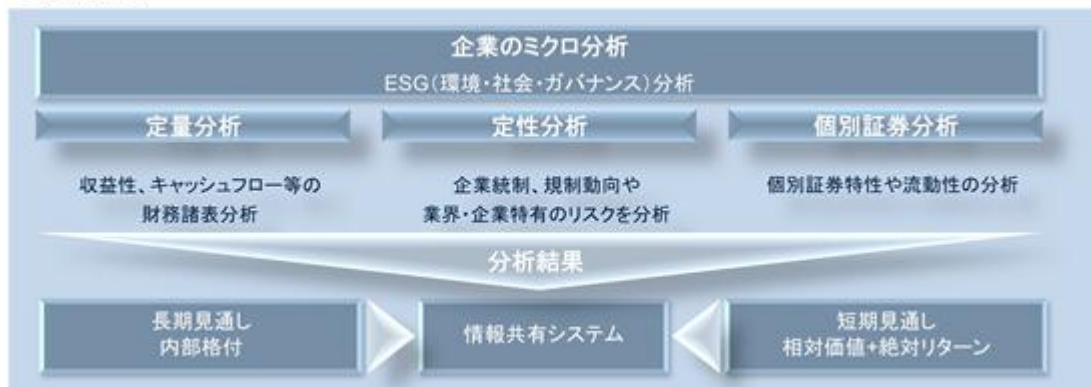 企業のミクロ分析
ESG(環境・社会・ガバナンス)分析
定量分析
定性分析
個別証券分析
収益性、キャッシュフロー等の
財務諸表分析
企業統制、規制動向や
業界・企業特有のリスクを分析
個別証券特性や流動性の分析
分析結果
長期見通し
内部格付
情報共有システム
短期見通し
相対価値+絶対リターン